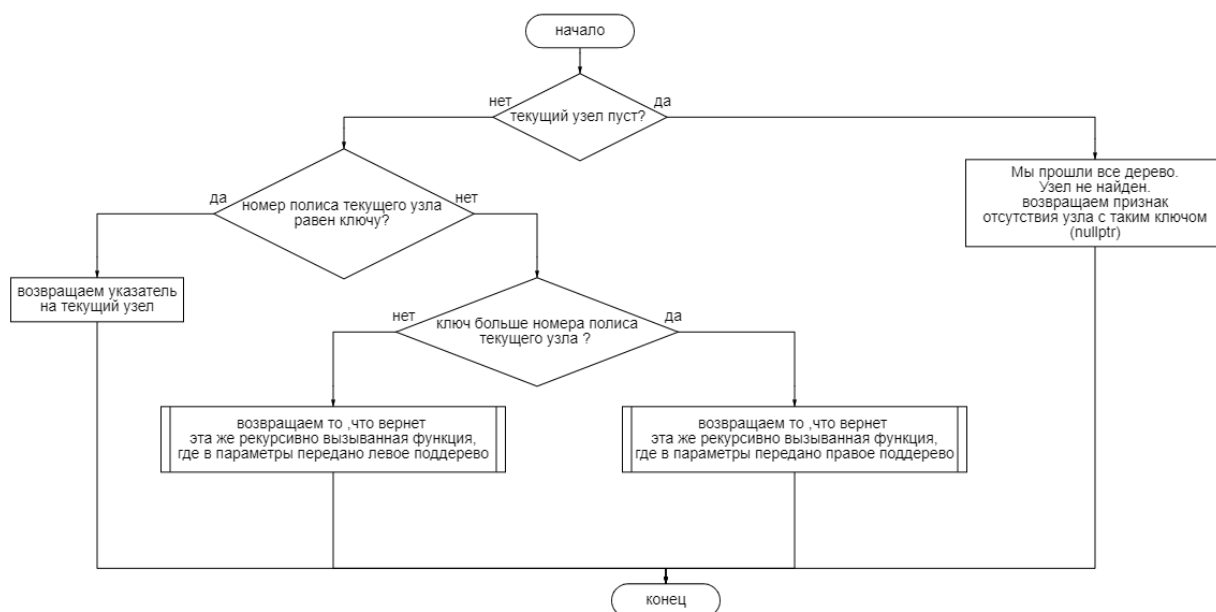 начало
нет
да
текущий узел пуст?
Мы прошли все дерево.
Узел не найден.
возвращаем признак
отсутствия узла с таким ключом
(nullptr)
да
номер полиса текущего узла
равен ключу?
нет
возвращаем указатель
на текущий узел
нет
ключ больше номера полиса
текущего узла ?
да
возвращаем то ,что вернет
эта же рекурсивно вызыванная функция,
где в параметры передано левое поддерево
возвращаем то ,что вернет
эта же рекурсивно вызыванная функция,
где в параметры передано правое поддерево
конец